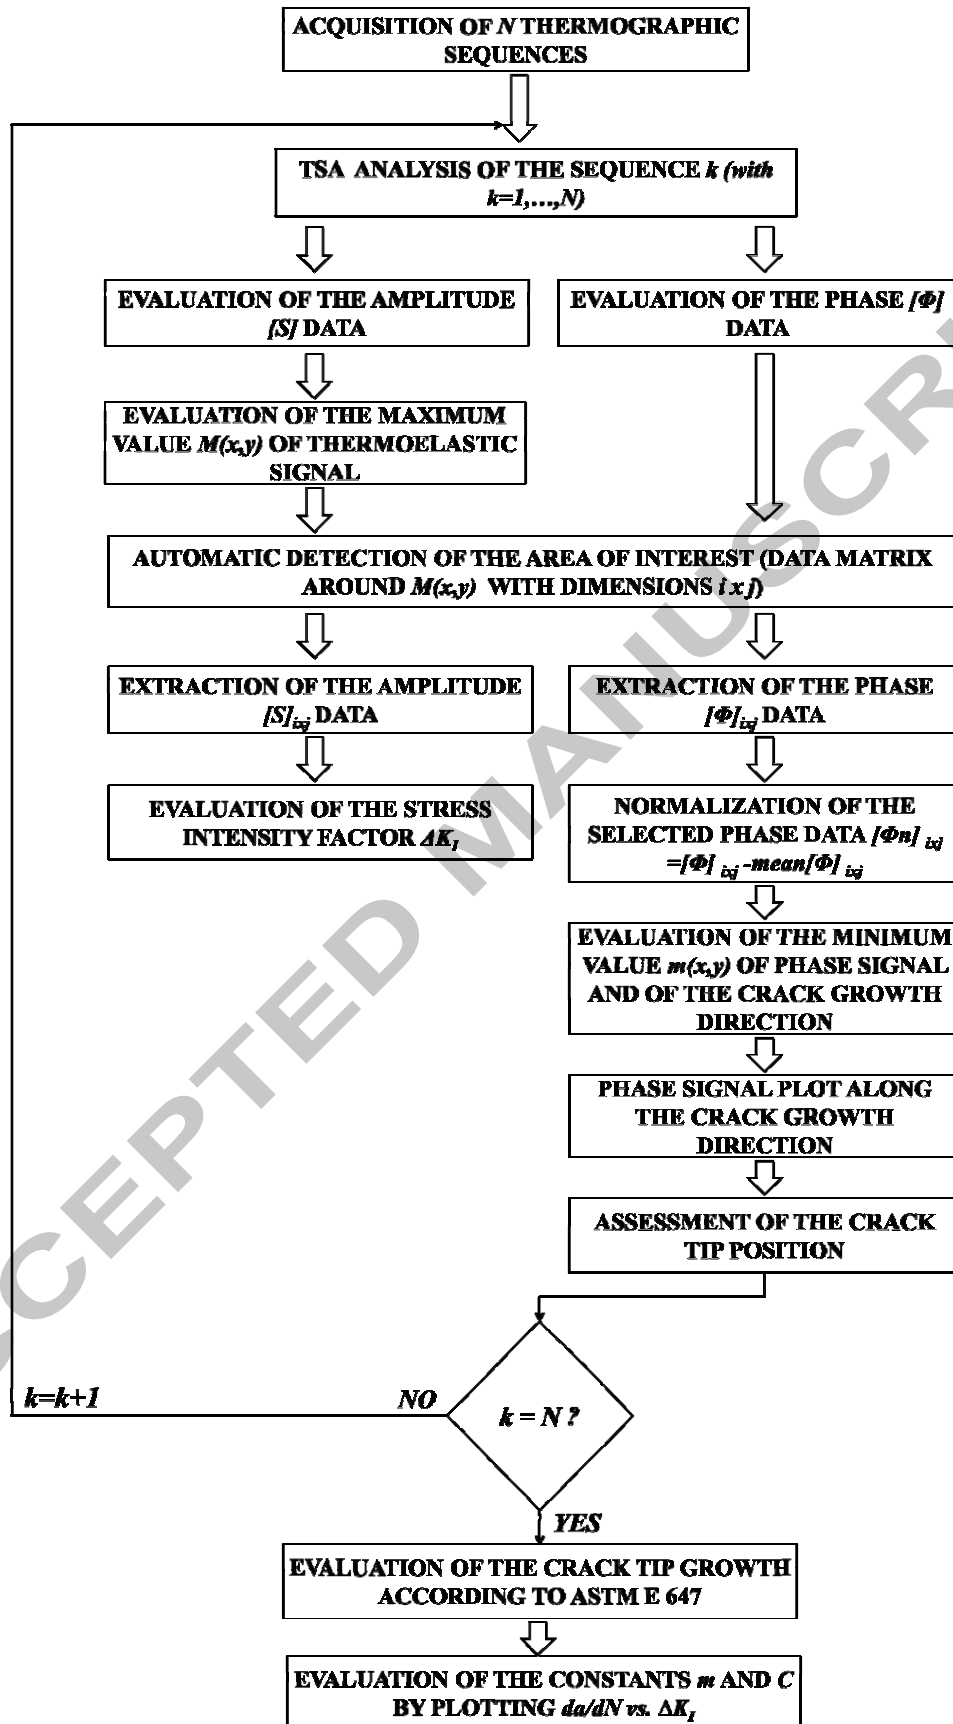 ACQUISITION OF N THERMOGRAPHIC
SEQUENCES
TSA ANALYSIS OF THE SEQUENCE k (with
k=1,…,N)
EVALUATION OF THE AMPLITUDE
[S] DATA
EVALUATION OF THE PHASE [Φ]
DATA
EVALUATION OF THE MAXIMUM
VALUE M(x,y) OF THERMOELASTIC
SIGNAL
AUTOMATIC DETECTION OF THE AREA OF INTEREST (DATA MATRIX
AROUND M(x,y) WITH DIMENSIONS i x j)
EXTRACTION OF THE AMPLITUDE
[S]ixj DATA
EXTRACTION OF THE PHASE
[Φ]ixj DATA
EVALUATION OF THE STRESS
INTENSITY FACTOR ΔKI
NORMALIZATION OF THE
SELECTED PHASE DATA [Φn] ixj
=[Φ] ixj -mean[Φ] ixj
EVALUATION OF THE MINIMUM
VALUE m(x,y) OF PHASE SIGNAL
AND OF THE CRACK GROWTH
DIRECTION
PHASE SIGNAL PLOT ALONG
THE CRACK GROWTH
DIRECTION
ASSESSMENT OF THE CRACK
TIP POSITION
k=k+1
NO
k = N ?
YES
EVALUATION OF THE CRACK TIP GROWTH
ACCORDING TO ASTM E 647
EVALUATION OF THE CONSTANTS m AND C
BY PLOTTING da/dN vs. ΔKI
CCEPTED MANUSCRI